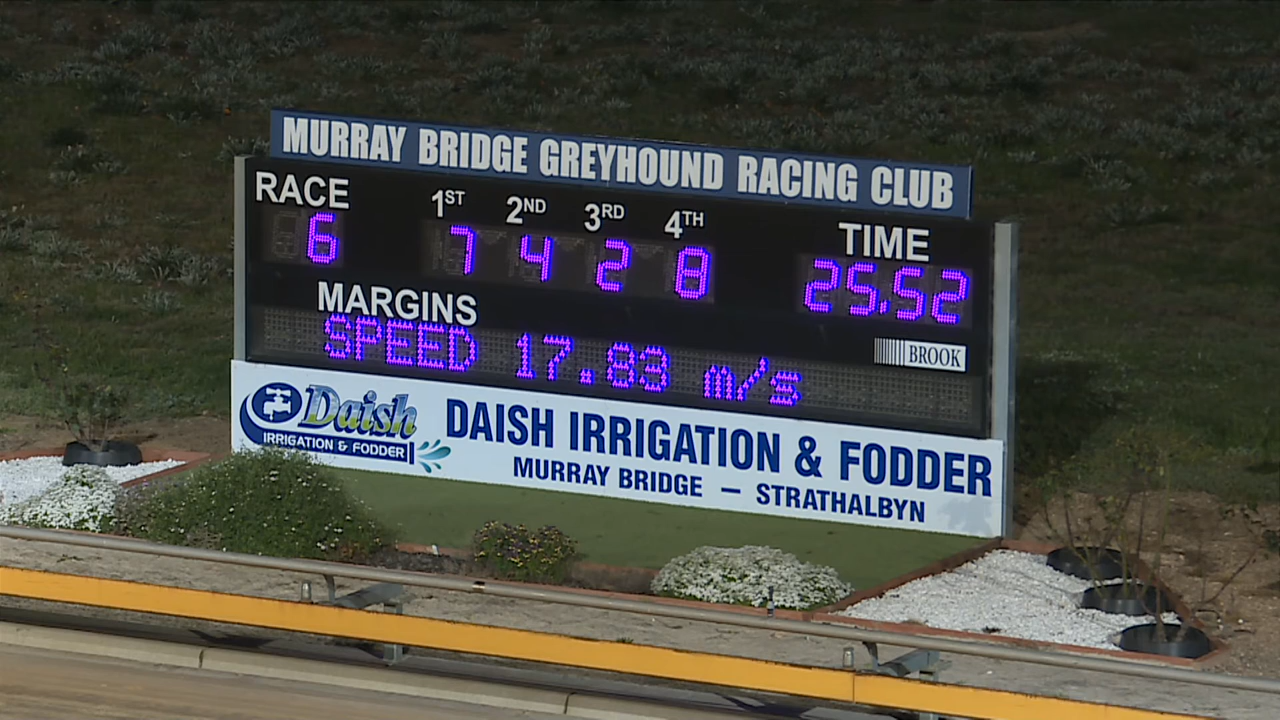 MURRAY BRIDGE GREYHOUND RACING CLUB
RACE 1ST 2ND 3RD 4TH TIME
6 7 4 2 8 25.52
MARGINS
SPEED 17.83 m/s
BROOK
Daish
IRRIGATION & FODDER
DAISH IRRIGATION & FODDER
MURRAY BRIDGE – STRATHALBYN